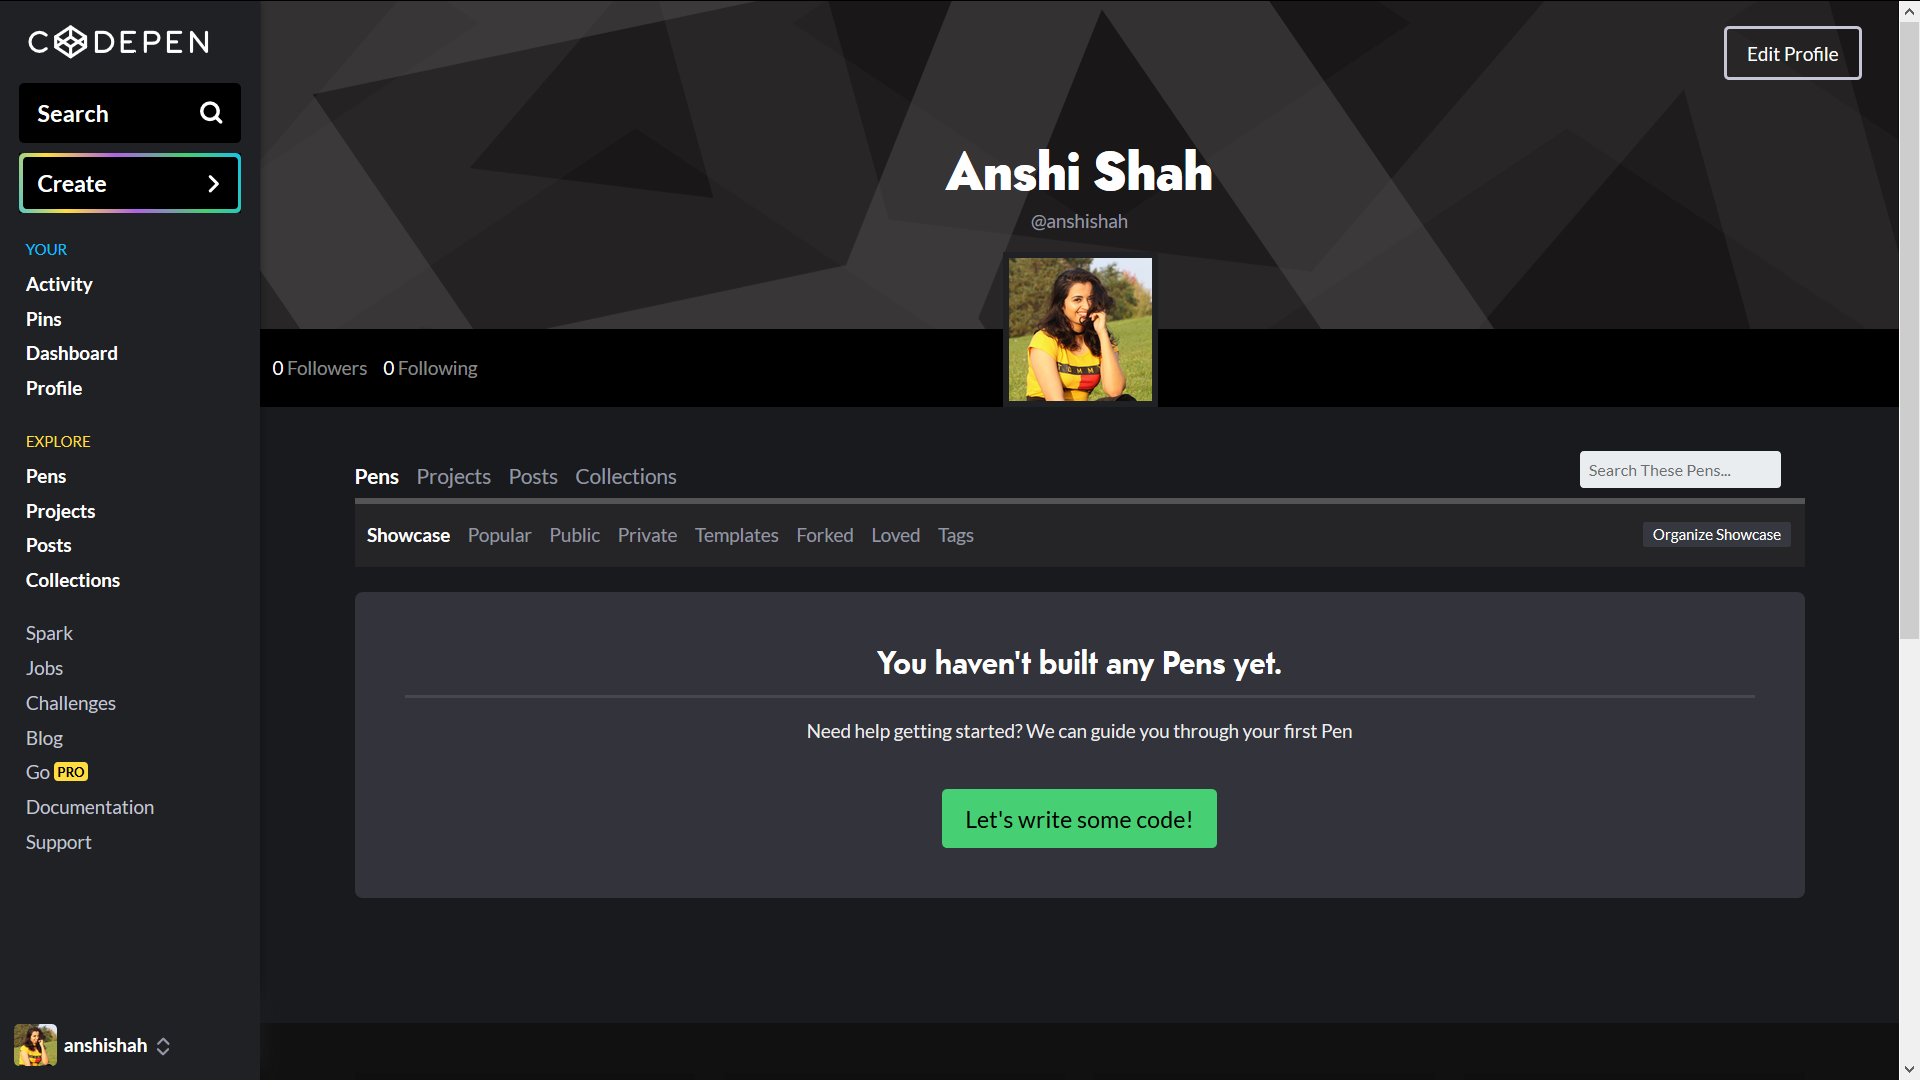 CODEPEN
Search
Create
YOUR
Activity
Pins
Dashboard
Profile
EXPLORE
Pens
Projects
Posts
Collections
Spark
Jobs
Challenges
Blog
Go PRO
Documentation
Support
anshishah
Edit Profile
Anshi Shah
@anshishah
0 Followers 0 Following
Pens Projects Posts Collections
Search These Pens...
Showcase Popular Public Private Templates Forked Loved Tags
Organize Showcase
You haven't built any Pens yet.
Need help getting started? We can guide you through your first Pen
Let's write some code!